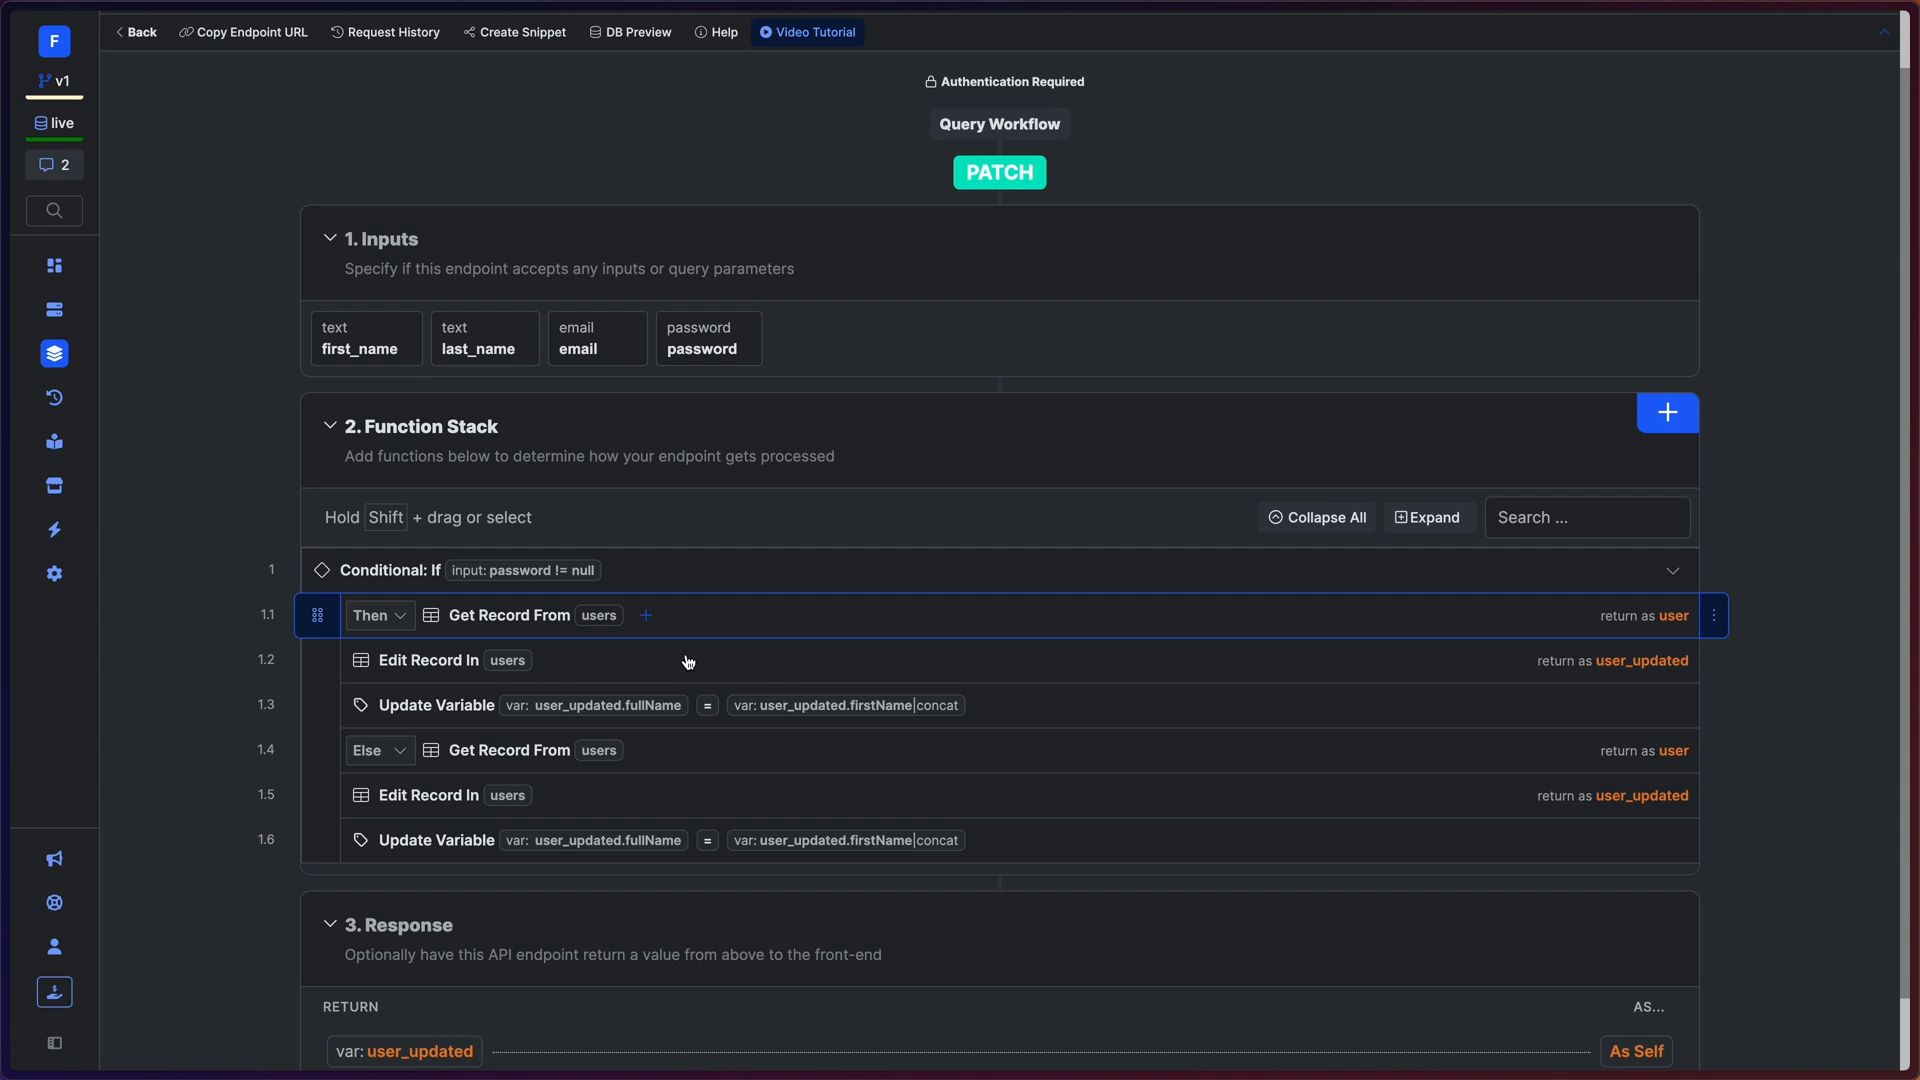 F
Back Copy Endpoint URL Request History Create Snippet DB Preview Help Video Tutorial
v1
live
2
Authentication Required
Query Workflow
PATCH
1. Inputs
Specify if this endpoint accepts any inputs or query parameters
text text email password
first_name last_name email password
2. Function Stack
Add functions below to determine how your endpoint gets processed
Hold Shift + drag or select Collapse All Expand Search ...
1 Conditional: If input: password != null
1.1 Then Get Record From users + return as user
1.2 Edit Record In users return as user_updated
1.3 Update Variable var: user_updated.fullName = var: user_updated.firstName|concat
1.4 Else Get Record From users return as user
1.5 Edit Record In users return as user_updated
1.6 Update Variable var: user_updated.fullName = var: user_updated.firstName|concat
3. Response
Optionally have this API endpoint return a value from above to the front-end
RETURN AS...
var: user_updated As Self